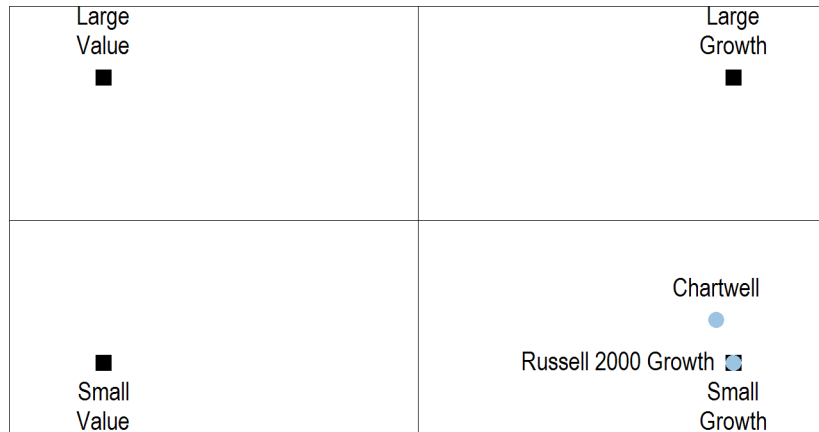 Large
Value
Large
Growth
Chartwell
Russell 2000 Growth
Small
Value
Small
Growth